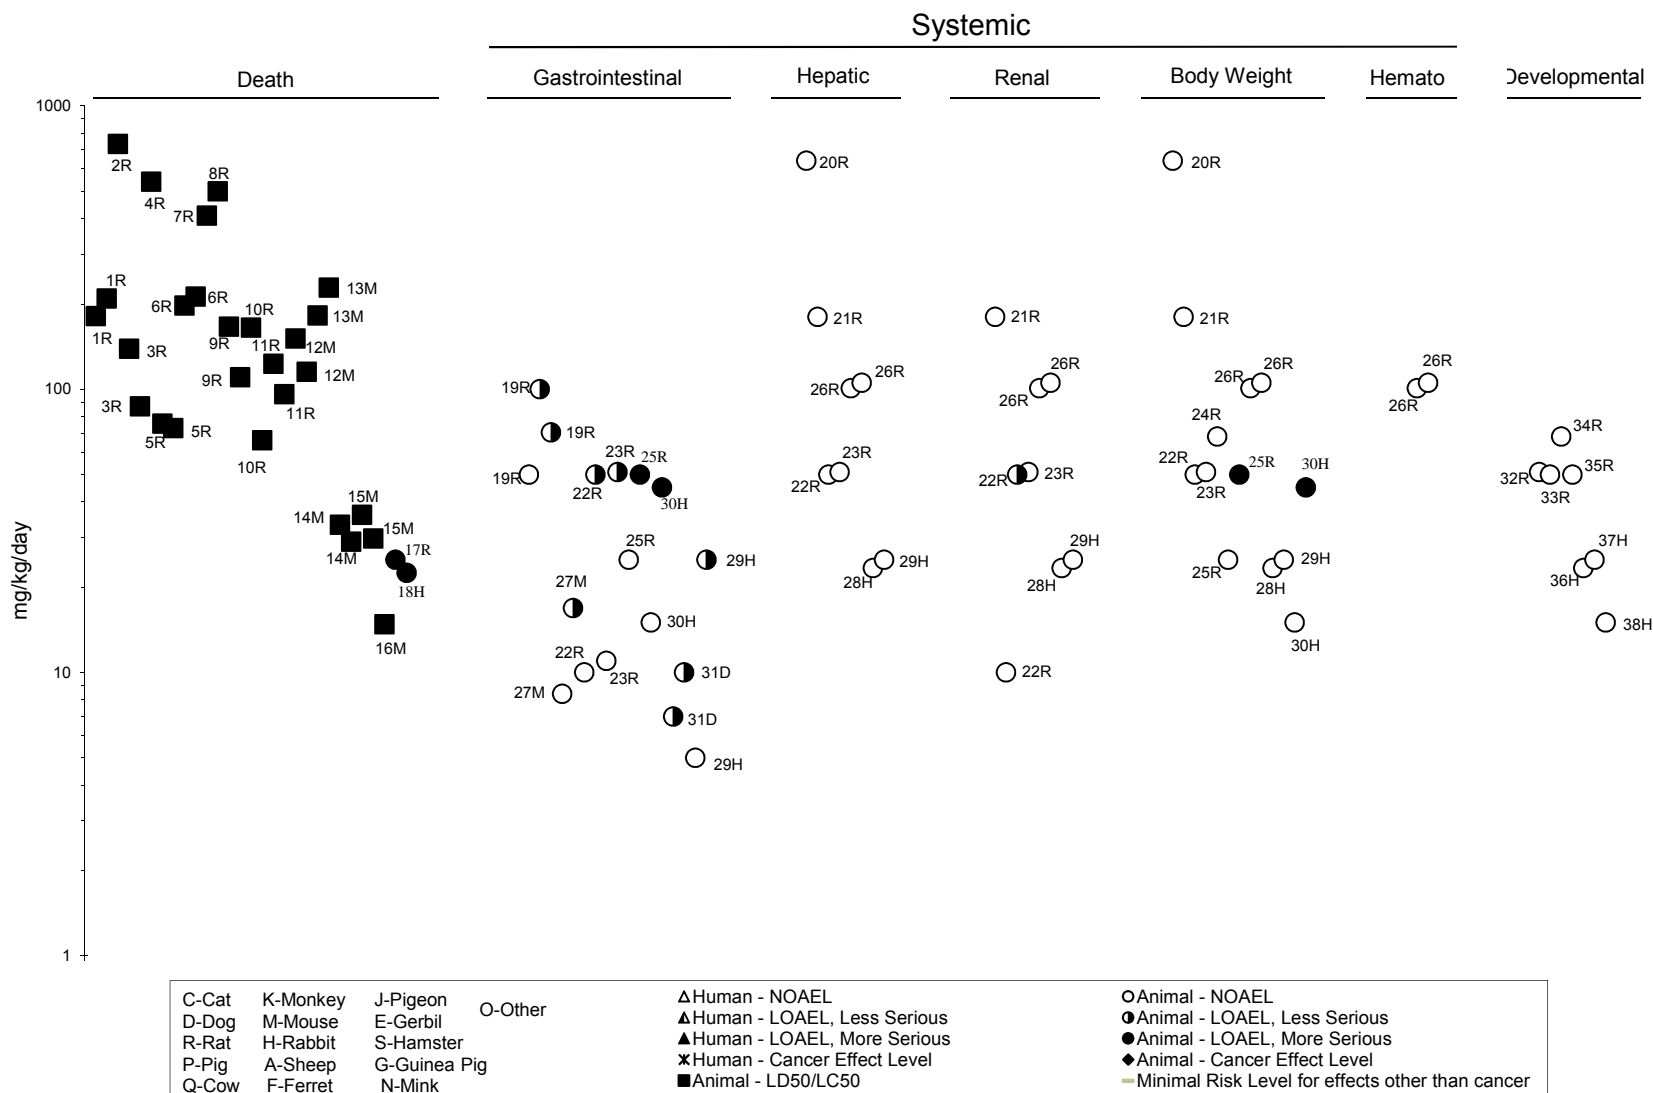 Systemic
Death Gastrointestinal Hepatic Renal Body Weight Hemato Developmental
1000
2R
20R
20R
8R
4R
7R
1R
13M
6R
6R
10R
13M
21R
21R
21R
1R
3R
9R
11R
12M
26R
26R
26R
26R
12M
9R
100
19R
26R
26R
26R
26R
3R
11R
24R
34R
5R
5R
19R
10R
23R
25R
23R
22R
25R
30H
35R
19R
22R
22R
22R
23R
23R
32R
33R
15M
30H
14M
15M
25R
29H
37H
17R
14M
29H
29H
25R
29H
27M
28H
28H
28H
36H
18H
mg/kg/day
30H
38H
16M
30H
22R
10
23R
31D
22R
27M
31D
29H
1
C-Cat K-Monkey J-Pigeon O-Other Human - NOAEL Animal - NOAEL
D-Dog M-Mouse E-Gerbil Human - LOAEL, Less Serious Animal - LOAEL, Less Serious
R-Rat H-Rabbit S-Hamster Human - LOAEL, More Serious Animal - LOAEL, More Serious
P-Pig A-Sheep G-Guinea Pig Human - Cancer Effect Level Animal - Cancer Effect Level
Q-Cow F-Ferret N-Mink Animal - LD50/LC50 Minimal Risk Level for effects other than cancer